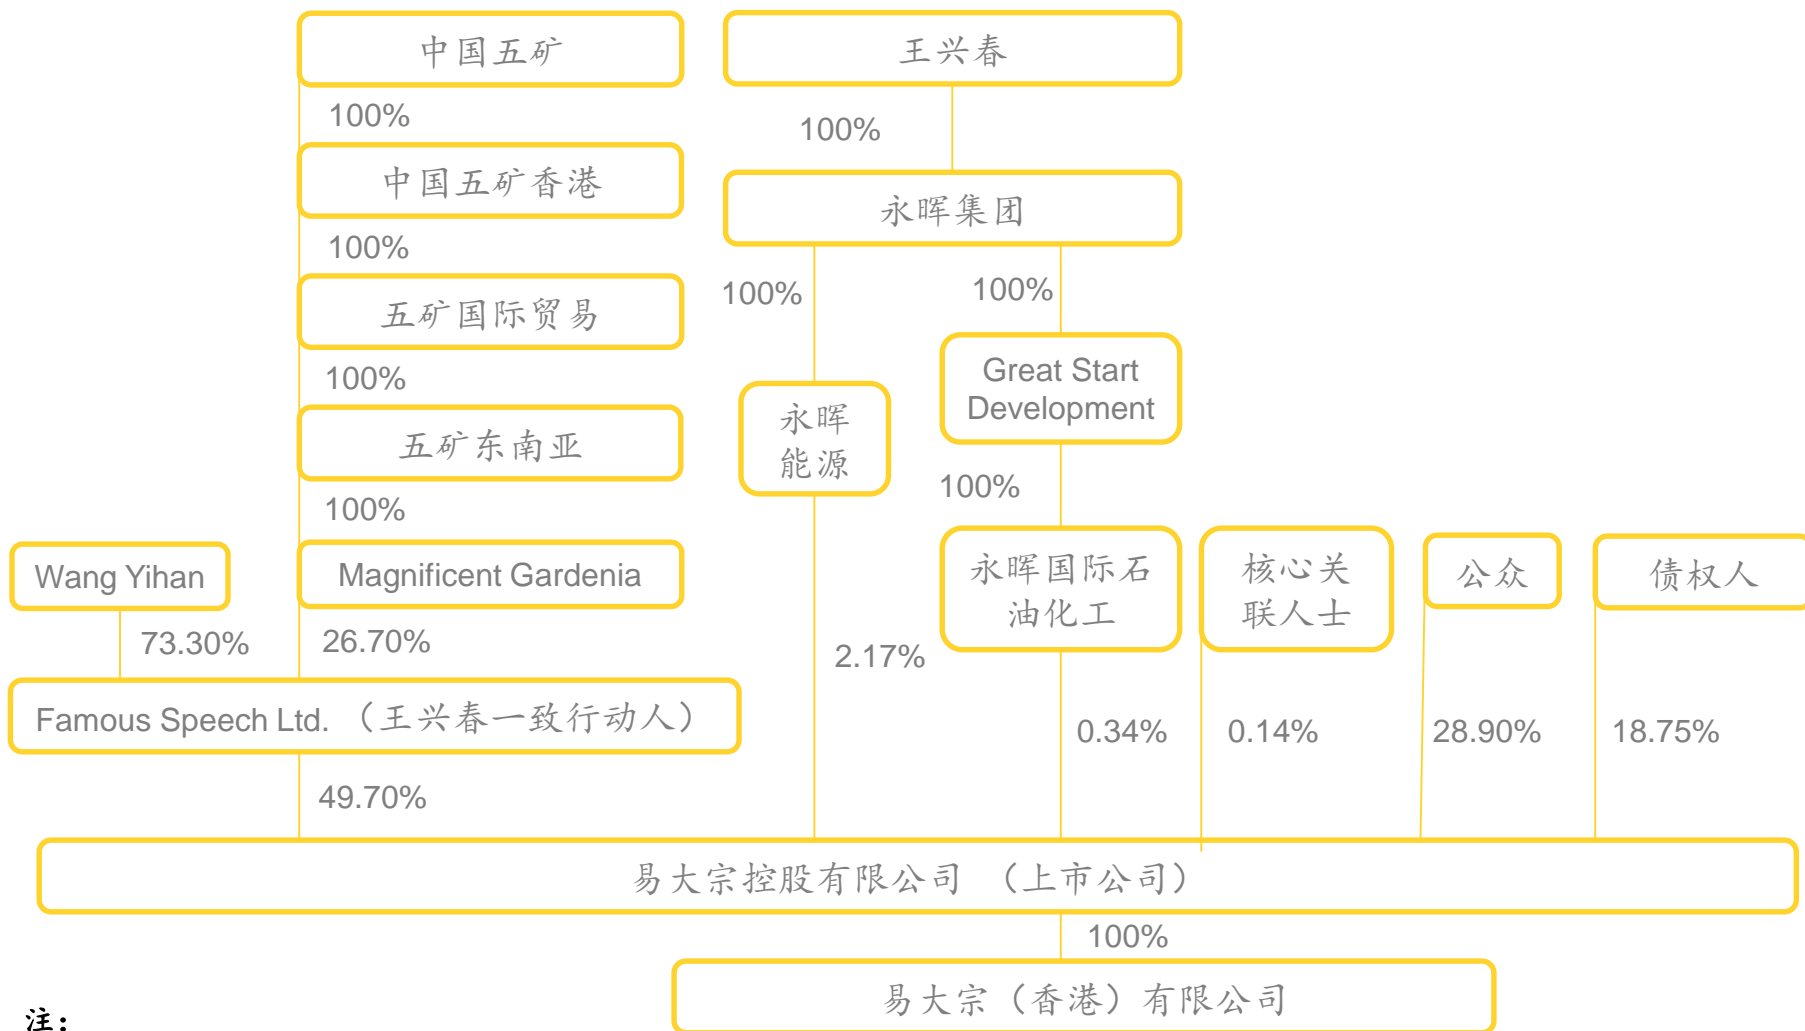 中国五矿
王兴春
100%
100%
中国五矿香港
永晖集团
100%
100%
100%
五矿国际贸易
Great Start
Development
100%
永晖
能源
五矿东南亚
100%
100%
Wang Yihan
Magnificent Gardenia
永晖国际石
油化工
核心关
联人士
公众
债权人
73.30%
26.70%
2.17%
Famous Speech Ltd. （王兴春一致行动人）
0.34%
0.14%
28.90%
18.75%
49.70%
易大宗控股有限公司 （上市公司）
100%
易大宗（香港）有限公司
注：